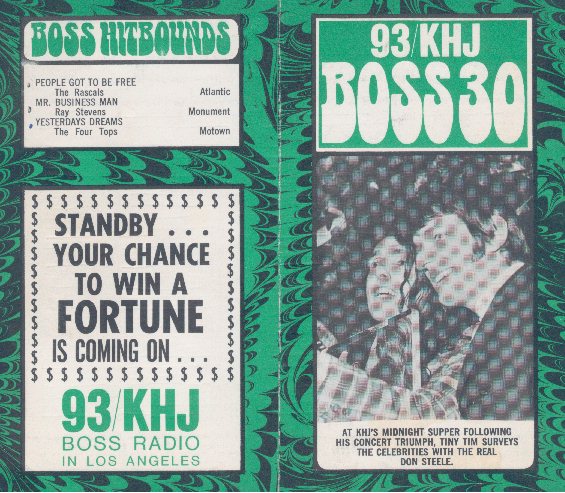 BOSS HITBOUNDS
PEOPLE GOT TO BE FREE
The Rascals Atlantic
MR. BUSINESS MAN
Ray Stevens Monument
YESTERDAYS DREAMS
The Four Tops Motown
STANDBY . . .
YOUR CHANCE
TO WIN A
FORTUNE
IS COMING ON . . .
93/KHJ
BOSS RADIO
IN LOS ANGELES
93/KHJ
BOSS 30
AT KHJ'S MIDNIGHT SUPPER FOLLOWING
HIS CONCERT TRIUMPH, TINY TIM SURVEYS
THE CELEBRITIES WITH THE REAL
DON STEELE.